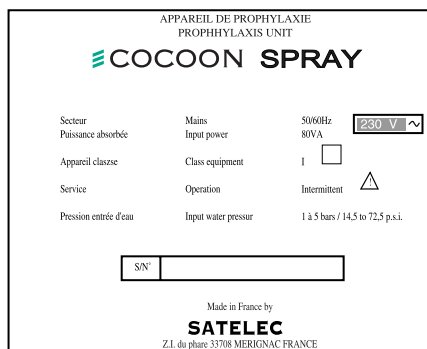 APPAREIL DE PROPHYLAXIE
PROPHHYLAXIS UNIT
COCOON SPRAY
Secteur Mains 50/60Hz 230 V ~
Puissance absorbée Input power 80VA
Appareil claszse Class equipment I
Service Operation Intermittent !
Pression entrée d'eau Input water pressur 1 à 5 bars / 14,5 to 72,5 p.s.i.
S/N°
Made in France by
SATELEC
Z.I. du phare 33708 MERIGNAC FRANCE